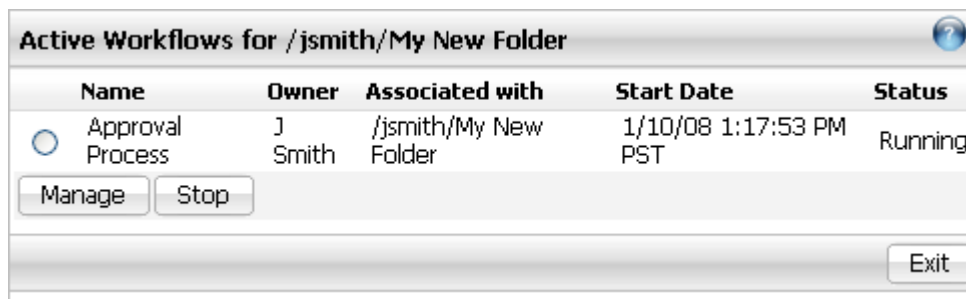 Active Workflows for /jsmith/My New Folder
?
Name Owner Associated with Start Date Status
Approval Process J Smith /jsmith/My New Folder 1/10/08 1:17:53 PM PST Running
Manage Stop
Exit